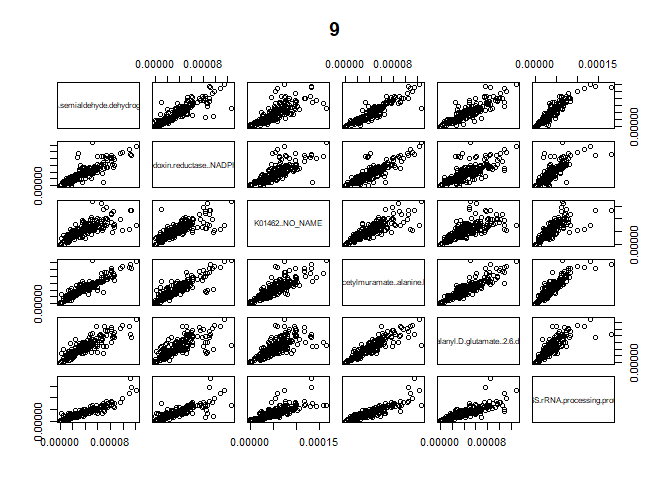 9
0.00000 0.00008 0.00000 0.00008 0.00000 0.00015
.semialdehyde.dehydrog
0.00000
0.00000
doxin.reductase..NADPH
K01462..NO_NAME
0.00000
0.00000
cetylmuramate..alanine.l
alanyl.D.glutamate..2.6.d
0.00000
0.00000
SS.rRNA.processing.pro
0.00000 0.00008 0.00000 0.00015 0.00000 0.00008